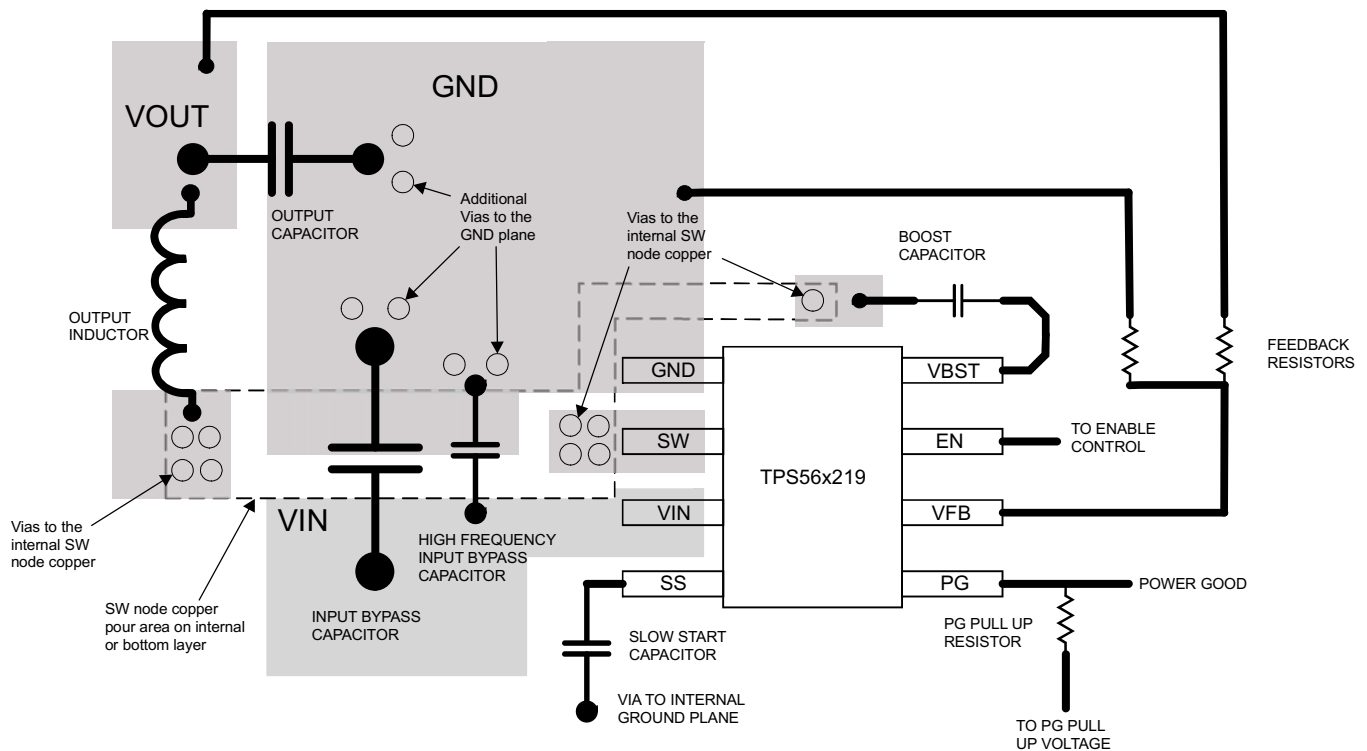 GND
VOUT
Additional
Vias to the
GND plane
OUTPUT
CAPACITOR
Vias to the
internal SW
node copper
BOOST
CAPACITOR
OUTPUT
INDUCTOR
FEEDBACK
RESISTORS
GND
VBST
SW
EN
TO ENABLE
CONTROL
TPS56x219
VIN
VIN
VFB
Vias to the
internal SW
node copper
HIGH FREQUENCY
INPUT BYPASS
CAPACITOR
SS
PG
POWER GOOD
SW node copper
pour area on internal
or bottom layer
INPUT BYPASS
CAPACITOR
SLOW START
CAPACITOR
PG PULL UP
RESISTOR
VIA TO INTERNAL
GROUND PLANE
TO PG PULL
UP VOLTAGE